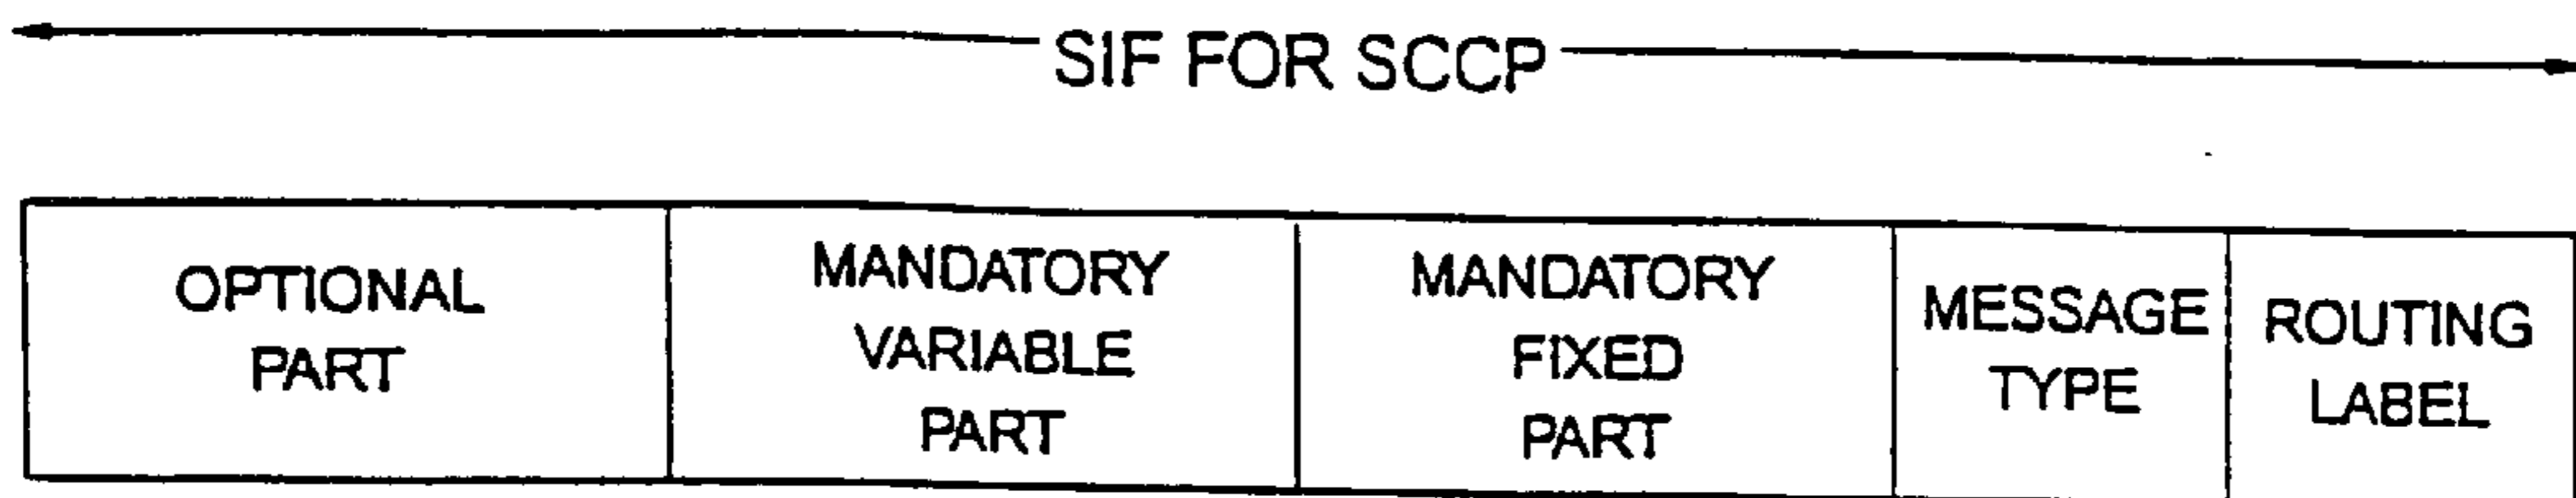 SIF FOR SCCP
OPTIONAL
PART
MANDATORY
VARIABLE
PART
MANDATORY
FIXED
PART
MESSAGE
TYPE
ROUTING
LABEL